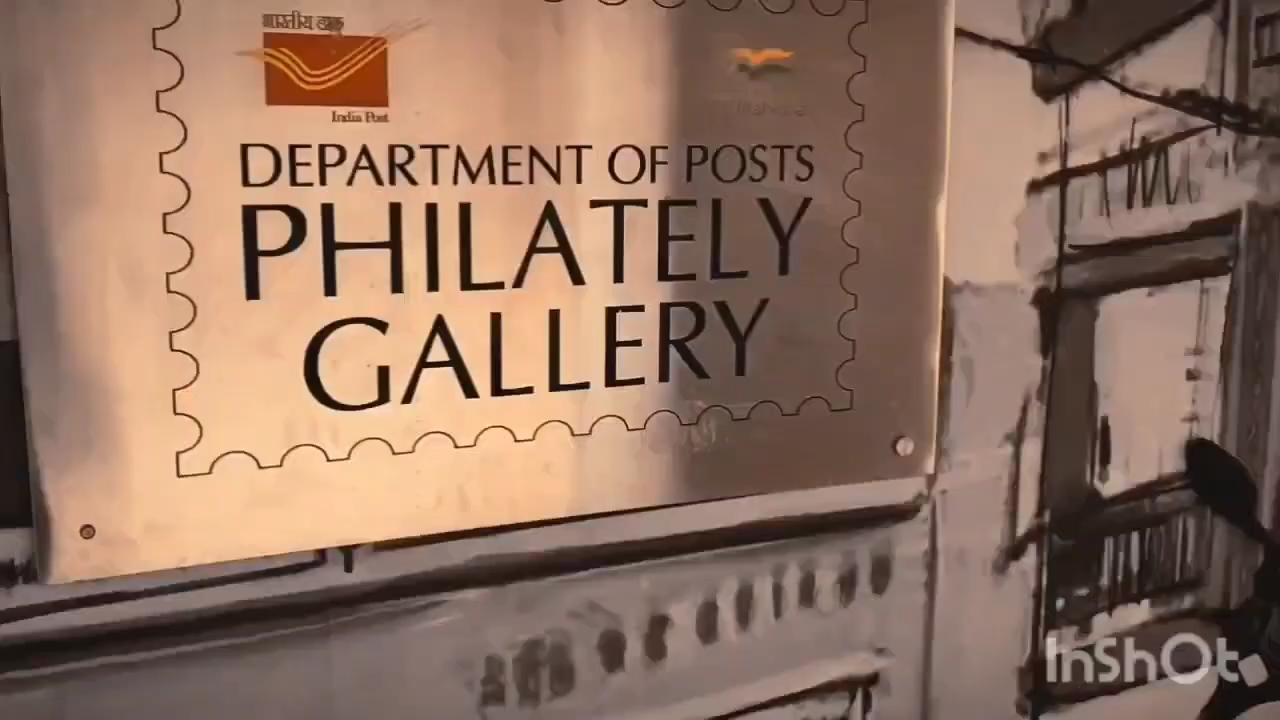 भारतीय डाक
India Post
DEPARTMENT OF POSTS
PHILATELY
GALLERY
InShOt